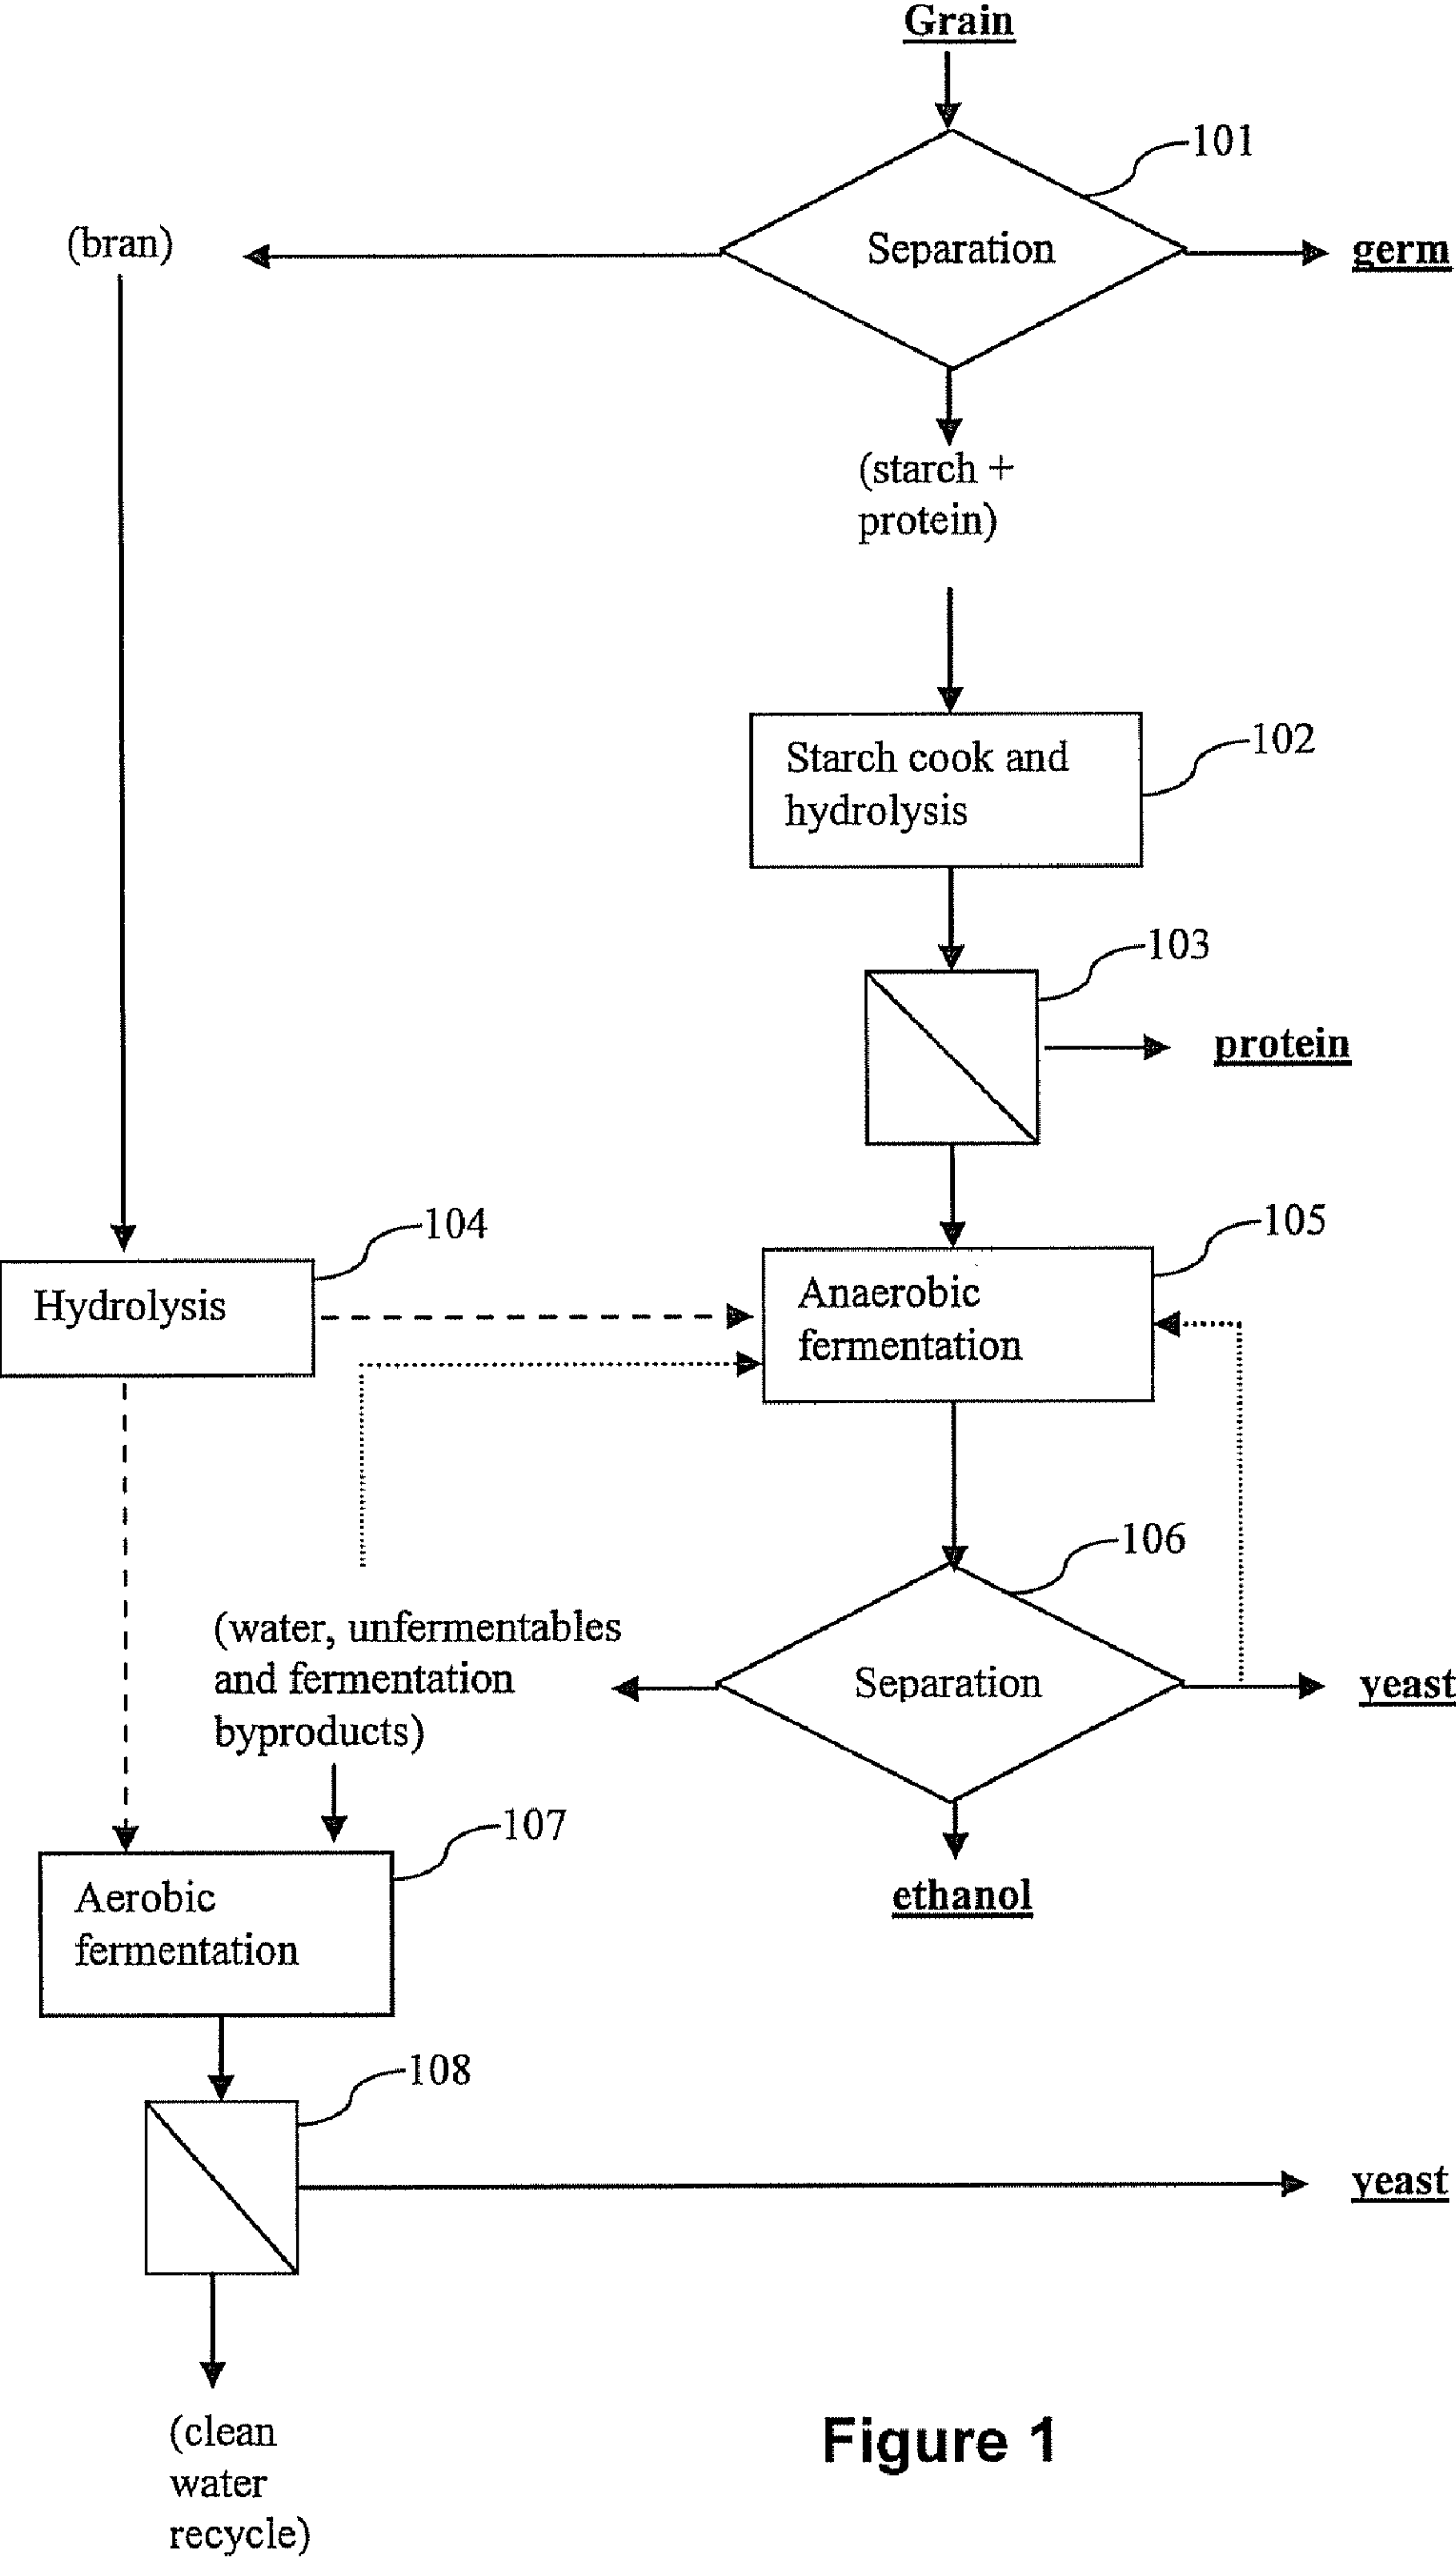 Grain
101
(bran)
Separation
germ
(starch +
protein)
Starch cook and
hydrolysis
102
103
protein
104
105
Hydrolysis
Anaerobic
fermentation
106
(water, unfermentables
and fermentation
byproducts)
Separation
yeast
107
Aerobic
fermentation
ethanol
108
yeast
(clean
water
recycle)
Figure 1